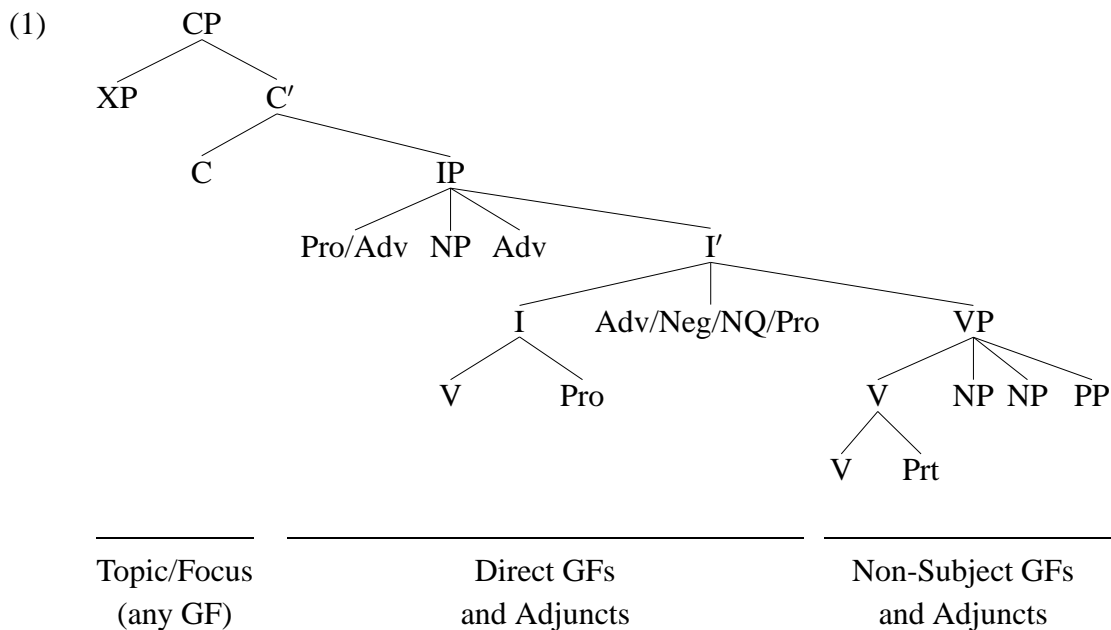 (1) CP
XP C′
C IP
Pro/Adv NP Adv I′
I Adv/Neg/NQ/Pro VP
V Pro V NP NP PP
V Prt
Topic/Focus Direct GFs Non-Subject GFs
(any GF) and Adjuncts and Adjuncts